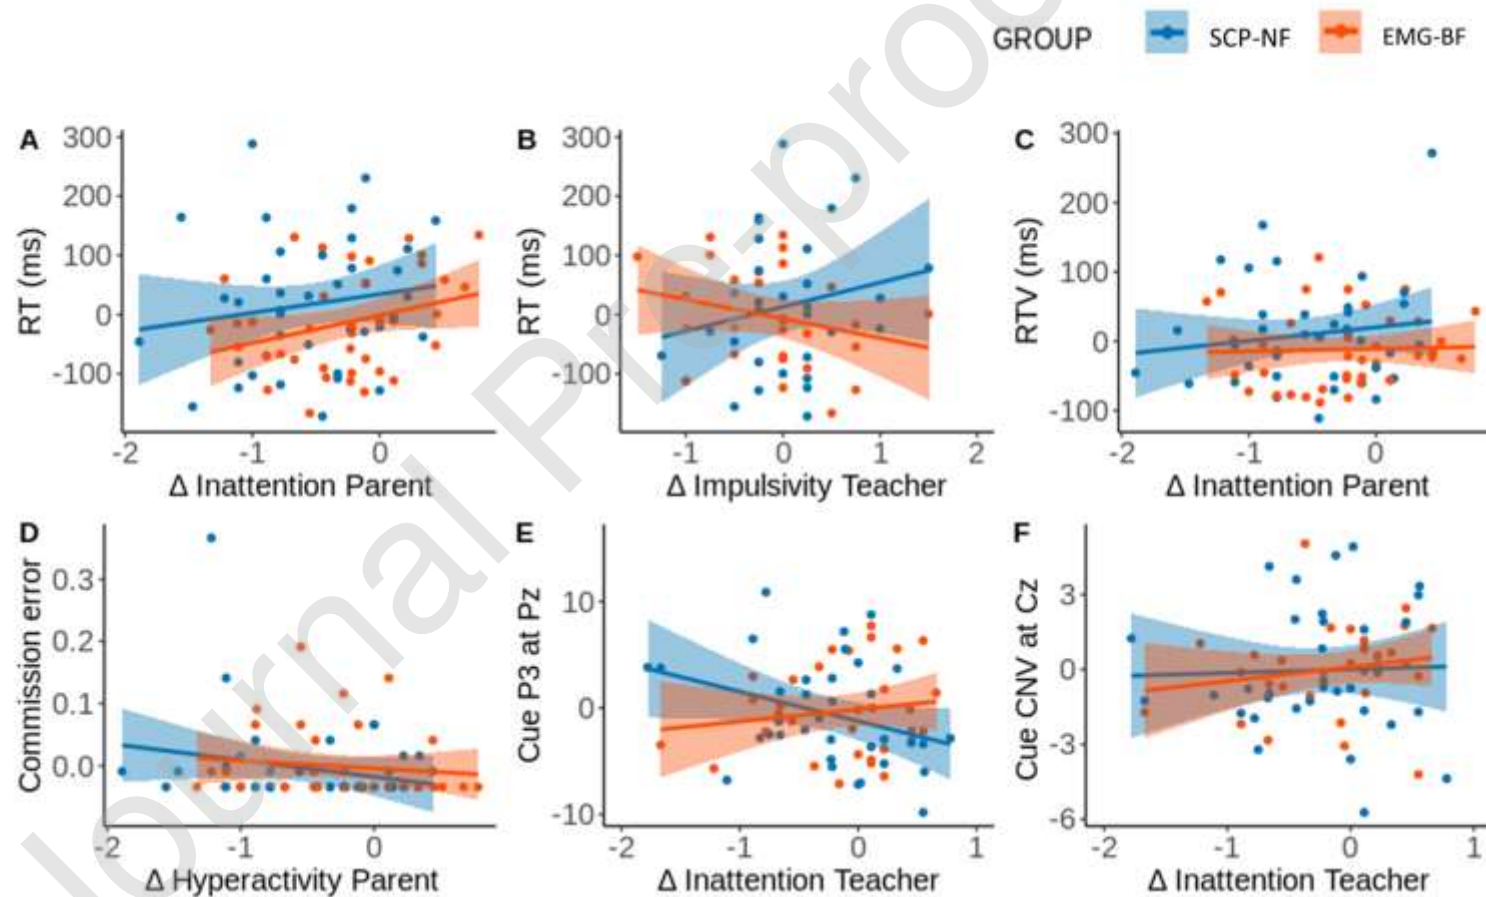 GROUP SCP-NF EMG-BF
A
300
200
100
0
-100
RT (ms)
-2 -1 0
Δ Inattention Parent
B
300
200
100
0
-100
RT (ms)
-1 0 1 2
Δ Impulsivity Teacher
C
300
200
100
0
-100
RTV (ms)
-2 -1 0
Δ Inattention Parent
D
0.3
0.2
0.1
0.0
Commission error
-2 -1 0
Δ Hyperactivity Parent
E
10
0
-10
Cue P3 at Pz
-2 -1 0 1
Δ Inattention Teacher
F
3
0
-3
-6
Cue CNV at Cz
-2 -1 0 1
Δ Inattention Teacher
Journal Pre-proo